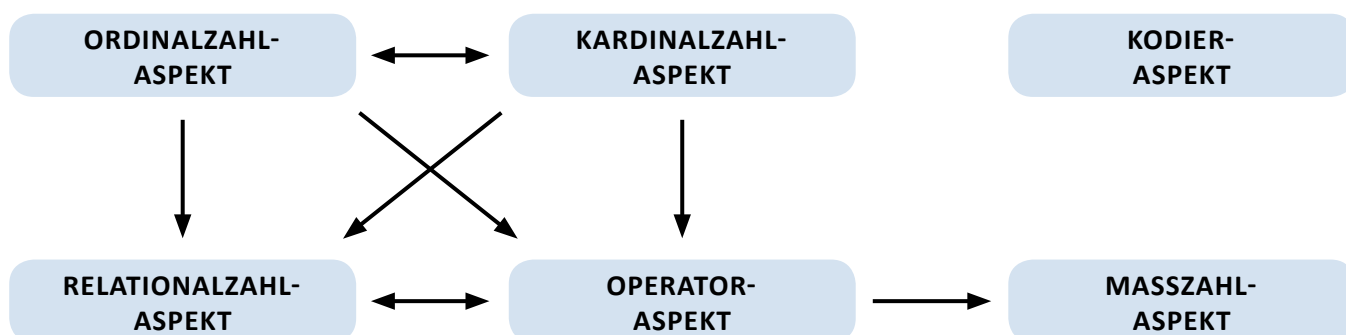 ORDINALZAHL-
ASPEKT
KARDINALZAHL-
ASPEKT
KODIER-
ASPEKT
RELATIONALZAHL-
ASPEKT
OPERATOR-
ASPEKT
MASSZAHL-
ASPEKT